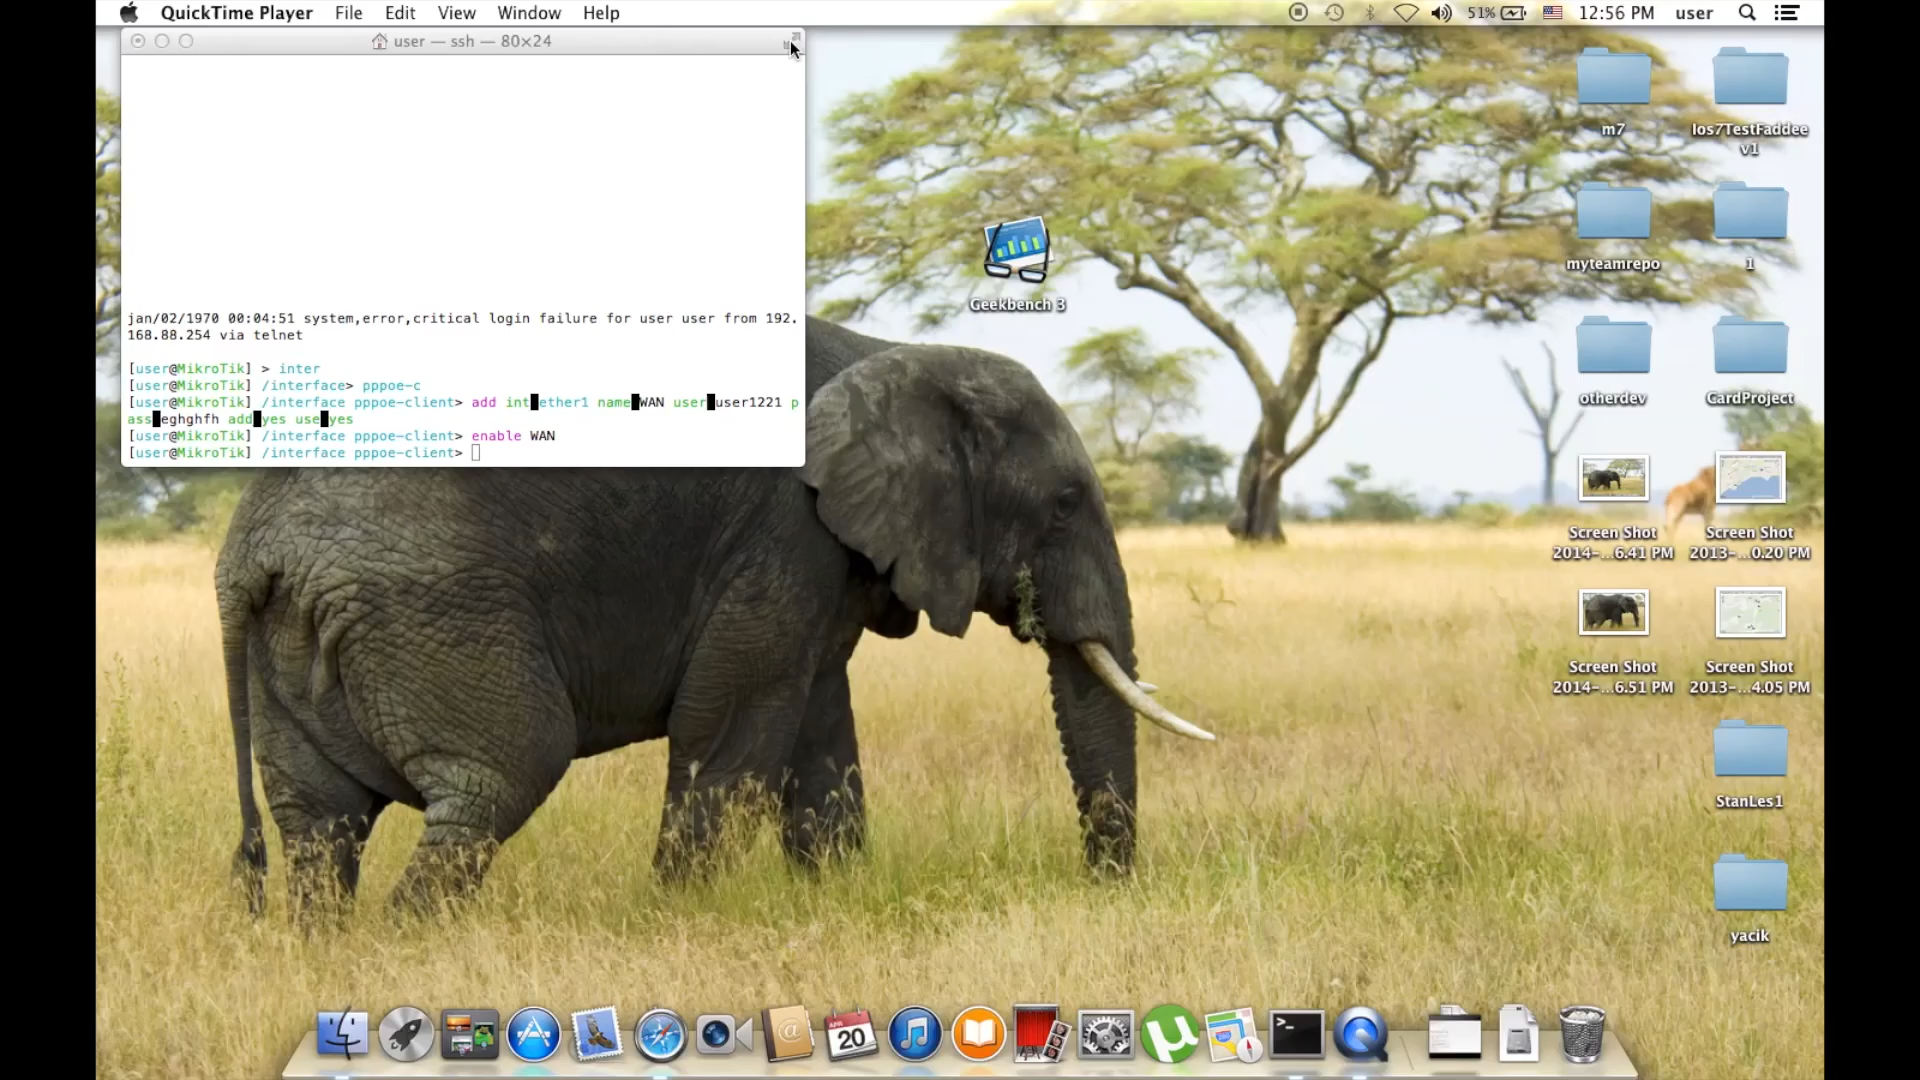 QuickTime Player File Edit View Window Help 51% 12:56 PM user
user — ssh — 80×24
jan/02/1970 00:04:51 system,error,critical login failure for user user from 192.
168.88.254 via telnet
[user@MikroTik] > inter
[user@MikroTik] /interface> pppoe-c
[user@MikroTik] /interface pppoe-client> add int=ether1 name=WAN user=user1221 p
ass=eghghfh add=yes use=yes
[user@MikroTik] /interface pppoe-client> enable WAN
[user@MikroTik] /interface pppoe-client>
Geekbench 3
m7
Ios7TestFaddee
v1
myteamrepo
1
otherdev
CardProject
Screen Shot
2014-...6.41 PM
Screen Shot
2013-...0.20 PM
Screen Shot
2014-...6.51 PM
Screen Shot
2013-...4.05 PM
StanLes1
yacik
APR
20